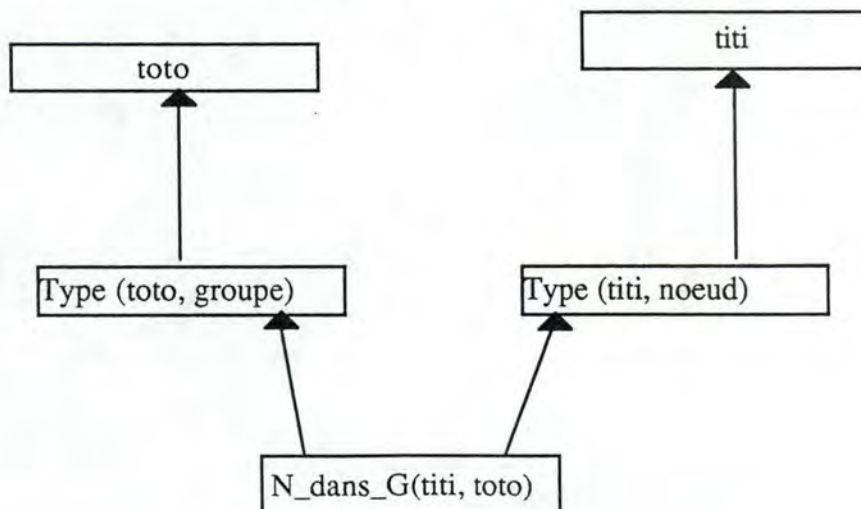 toto
titi
Type (toto, groupe)
Type (titi, noeud)
N_dans_G(titi, toto)